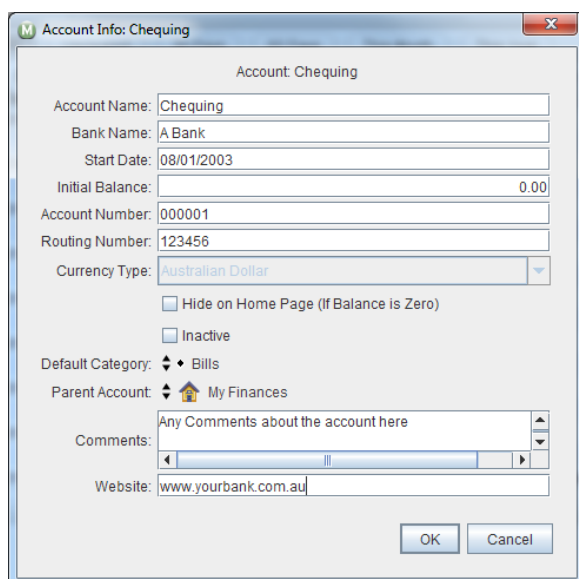 Account Info: Chequing
Account: Chequing
Account Name: Chequing
Bank Name: A Bank
Start Date: 08/01/2003
Initial Balance: 0.00
Account Number: 000001
Routing Number: 123456
Currency Type: Australian Dollar
Hide on Home Page (If Balance is Zero)
Inactive
Default Category: Bills
Parent Account: My Finances
Any Comments about the account here
Comments:
Website: www.yourbank.com.au
OK Cancel